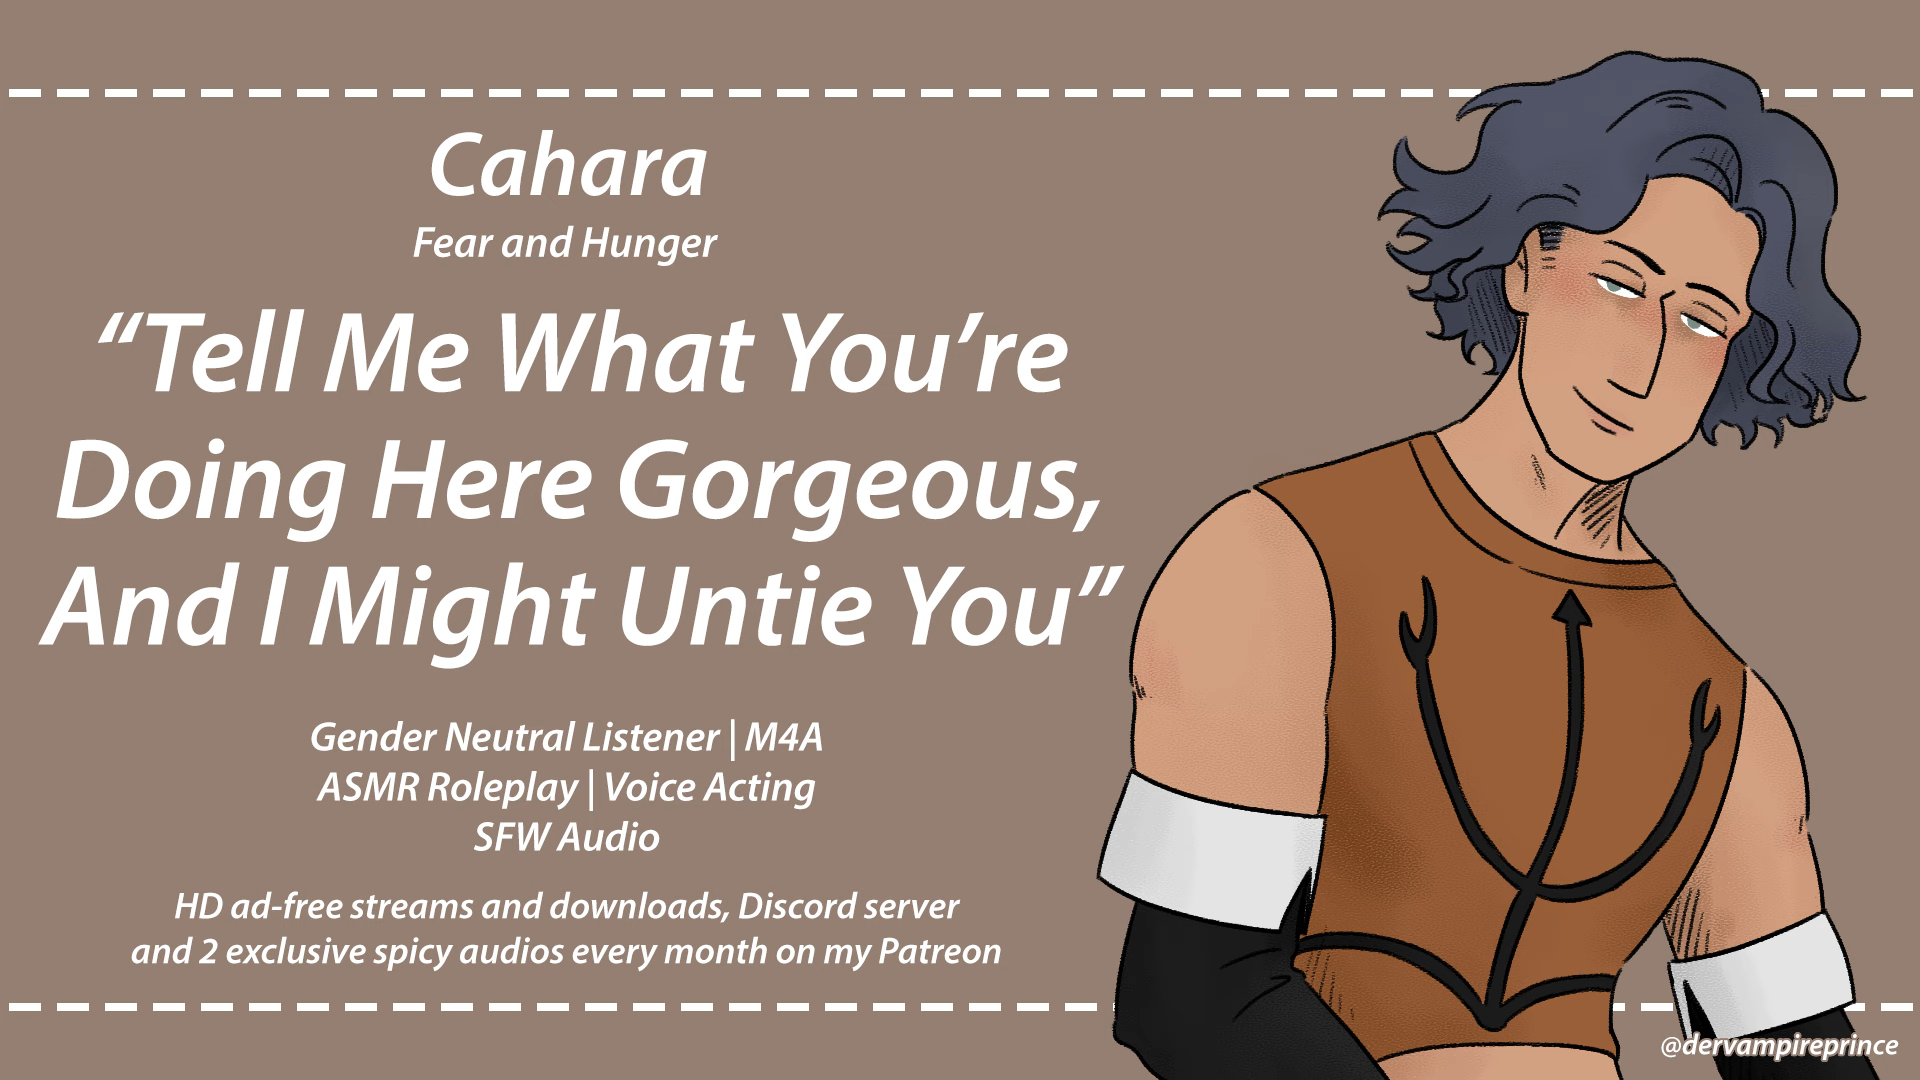 Cahara
Fear and Hunger
“Tell Me What You’re
Doing Here Gorgeous,
And I Might Untie You”
Gender Neutral Listener | M4A
ASMR Roleplay | Voice Acting
SFW Audio
HD ad-free streams and downloads, Discord server
and 2 exclusive spicy audios every month on my Patreon
@dervampireprince